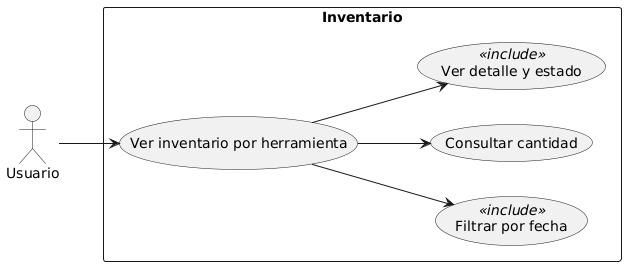 Inventario
«include»
Ver detalle y estado
Usuario
Ver inventario por herramienta
Consultar cantidad
«include»
Filtrar por fecha